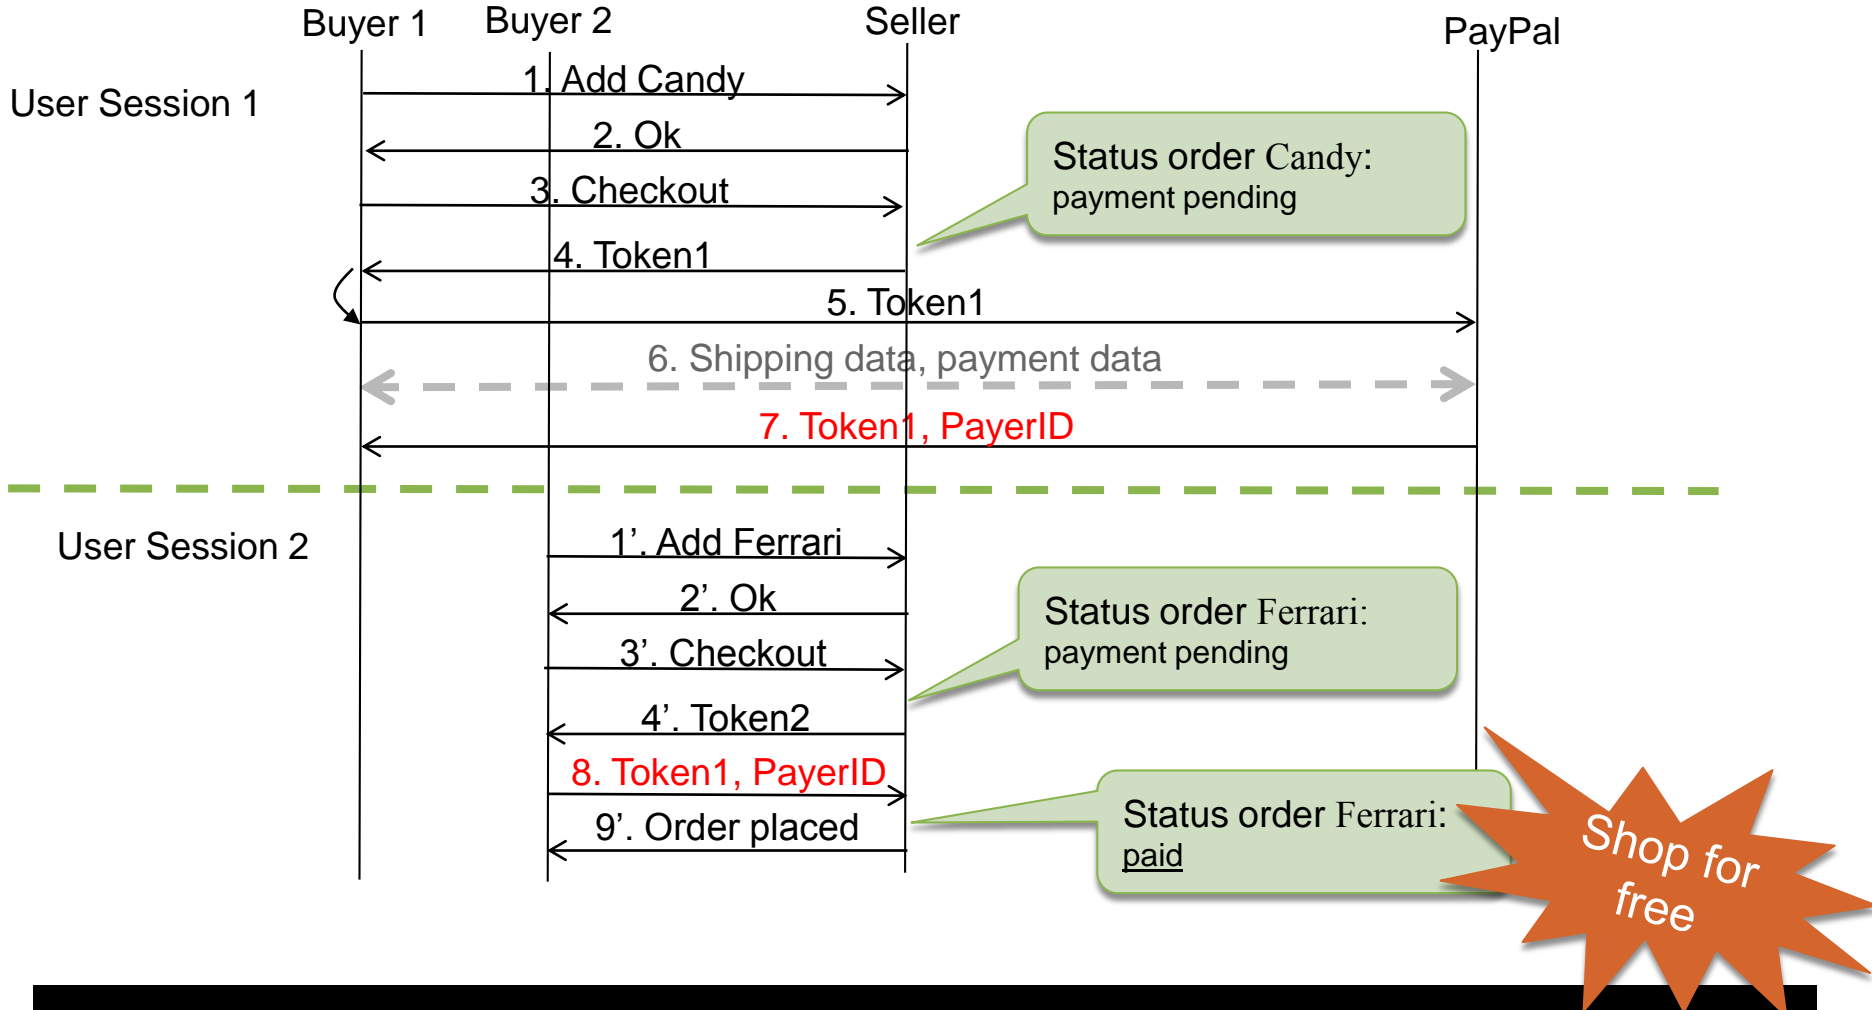 Buyer 1
Buyer 2
Seller
PayPal
User Session 1
1. Add Candy
2. Ok
Status order Candy:
payment pending
3. Checkout
4. Token1
5. Token1
6. Shipping data, payment data
7. Token1, PayerID
User Session 2
1’. Add Ferrari
2’. Ok
Status order Ferrari:
payment pending
3’. Checkout
4’. Token2
8. Token1, PayerID
9’. Order placed
Status order Ferrari:
paid
Shop for
free